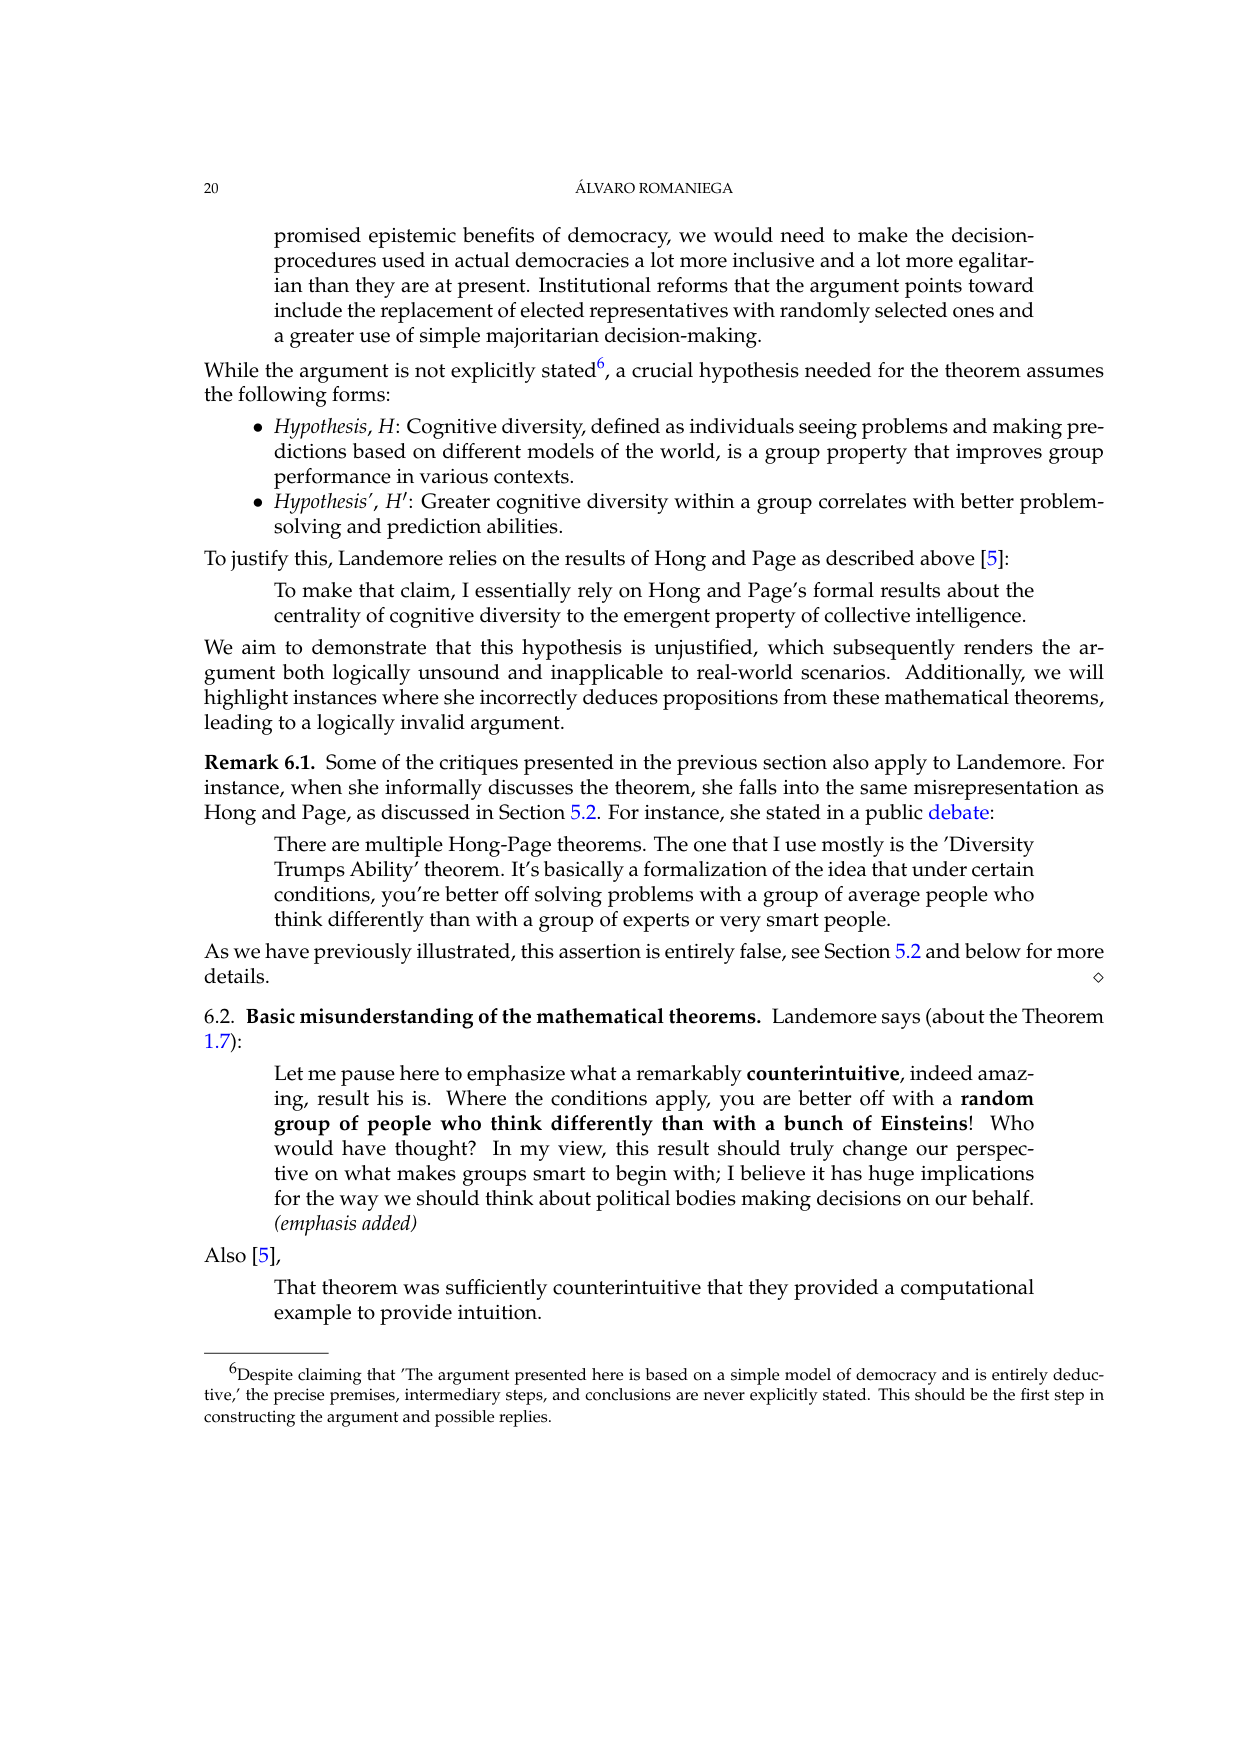 20
ÁLVARO ROMANIEGA
promised epistemic benefits of democracy, we would need to make the decision-
procedures used in actual democracies a lot more inclusive and a lot more egalitar-
ian than they are at present. Institutional reforms that the argument points toward
include the replacement of elected representatives with randomly selected ones and
a greater use of simple majoritarian decision-making.
While the argument is not explicitly stated⁶, a crucial hypothesis needed for the theorem assumes
the following forms:
• Hypothesis, H: Cognitive diversity, defined as individuals seeing problems and making pre-
dictions based on different models of the world, is a group property that improves group
performance in various contexts.
• Hypothesis', H′: Greater cognitive diversity within a group correlates with better problem-
solving and prediction abilities.
To justify this, Landemore relies on the results of Hong and Page as described above [5]:
To make that claim, I essentially rely on Hong and Page's formal results about the
centrality of cognitive diversity to the emergent property of collective intelligence.
We aim to demonstrate that this hypothesis is unjustified, which subsequently renders the ar-
gument both logically unsound and inapplicable to real-world scenarios. Additionally, we will
highlight instances where she incorrectly deduces propositions from these mathematical theorems,
leading to a logically invalid argument.
Remark 6.1. Some of the critiques presented in the previous section also apply to Landemore. For
instance, when she informally discusses the theorem, she falls into the same misrepresentation as
Hong and Page, as discussed in Section 5.2. For instance, she stated in a public debate:
There are multiple Hong-Page theorems. The one that I use mostly is the 'Diversity
Trumps Ability' theorem. It's basically a formalization of the idea that under certain
conditions, you're better off solving problems with a group of average people who
think differently than with a group of experts or very smart people.
As we have previously illustrated, this assertion is entirely false, see Section 5.2 and below for more
details. ⋄
6.2. Basic misunderstanding of the mathematical theorems. Landemore says (about the Theorem
1.7):
Let me pause here to emphasize what a remarkably counterintuitive, indeed amaz-
ing, result his is. Where the conditions apply, you are better off with a random
group of people who think differently than with a bunch of Einsteins! Who
would have thought? In my view, this result should truly change our perspec-
tive on what makes groups smart to begin with; I believe it has huge implications
for the way we should think about political bodies making decisions on our behalf.
(emphasis added)
Also [5],
That theorem was sufficiently counterintuitive that they provided a computational
example to provide intuition.
⁶Despite claiming that 'The argument presented here is based on a simple model of democracy and is entirely deduc-
tive,' the precise premises, intermediary steps, and conclusions are never explicitly stated. This should be the first step in
constructing the argument and possible replies.